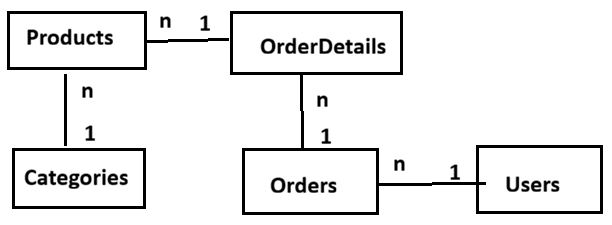 Products n 1 OrderDetails
n n
1 1
Categories Orders n 1 Users